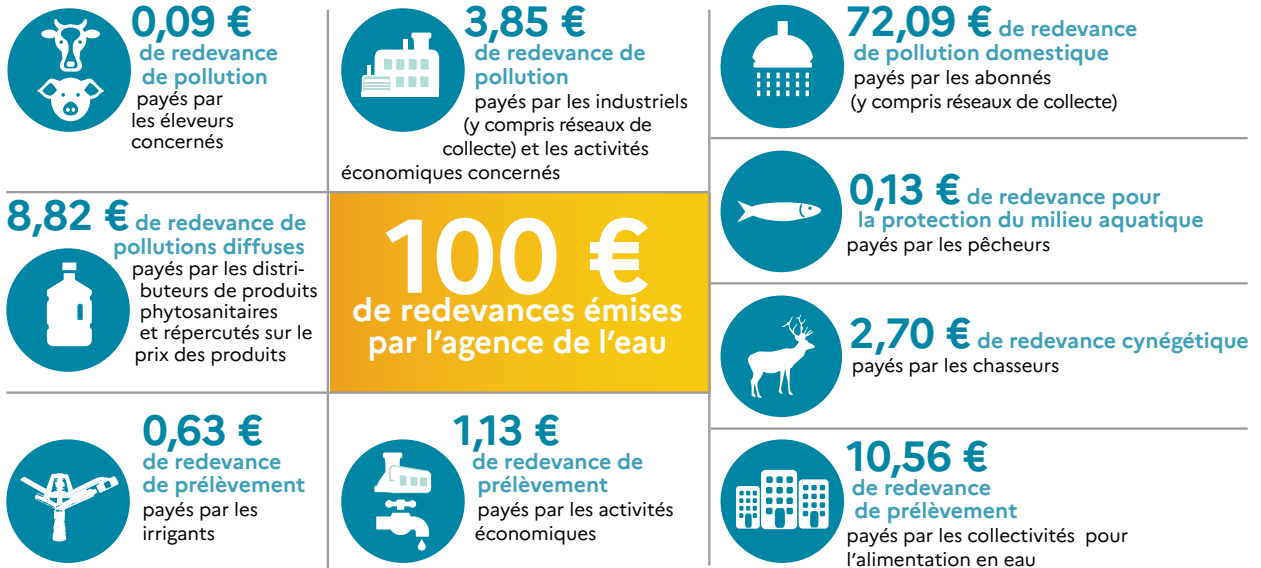 0,09 €
de redevance
de pollution
payés par
les éleveurs
concernés
3,85 €
de redevance de
pollution
payés par les industriels
(y compris réseaux de
collecte) et les activités
économiques concernés
72,09 € de redevance
de pollution domestique
payés par les abonnés
(y compris réseaux de collecte)
8,82 € de redevance de
pollutions diffuses
payés par les distri-
buteurs de produits
phytosanitaires
et répercutés sur le
prix des produits
100 €
de redevances émises
par l’agence de l’eau
0,13 € de redevance pour
la protection du milieu aquatique
payés par les pêcheurs
2,70 € de redevance cynégétique
payés par les chasseurs
0,63 €
de redevance
de prélèvement
payés par les
irrigants
1,13 €
de redevance de
prélèvement
payés par les activités
économiques
10,56 €
de redevance
de prélèvement
payés par les collectivités pour
l’alimentation en eau